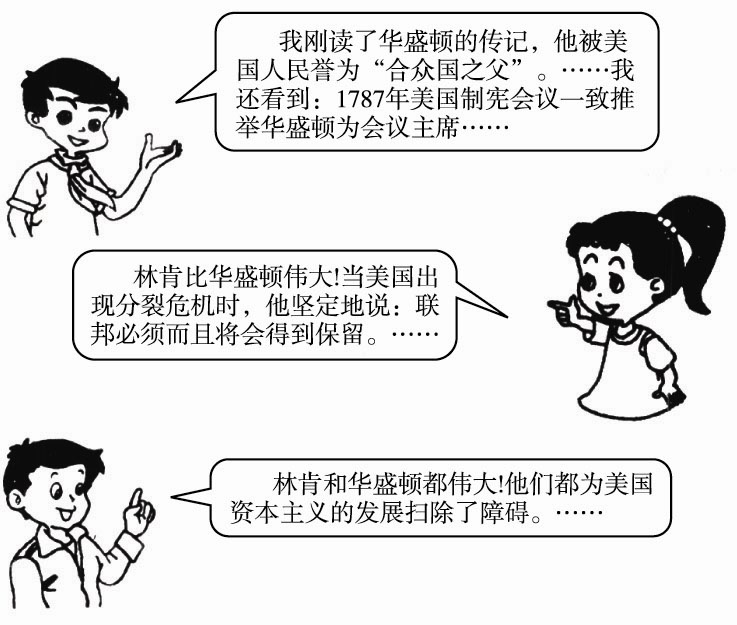 我刚读了华盛顿的传记，他被美
国人民誉为“合众国之父”。……我
还看到：1787年美国制宪会议一致推
举华盛顿为会议主席……
林肯比华盛顿伟大!当美国出
现分裂危机时，他坚定地说：联
邦必须而且将会得到保留。……
林肯和华盛顿都伟大!他们都为美国
资本主义的发展扫除了障碍。……